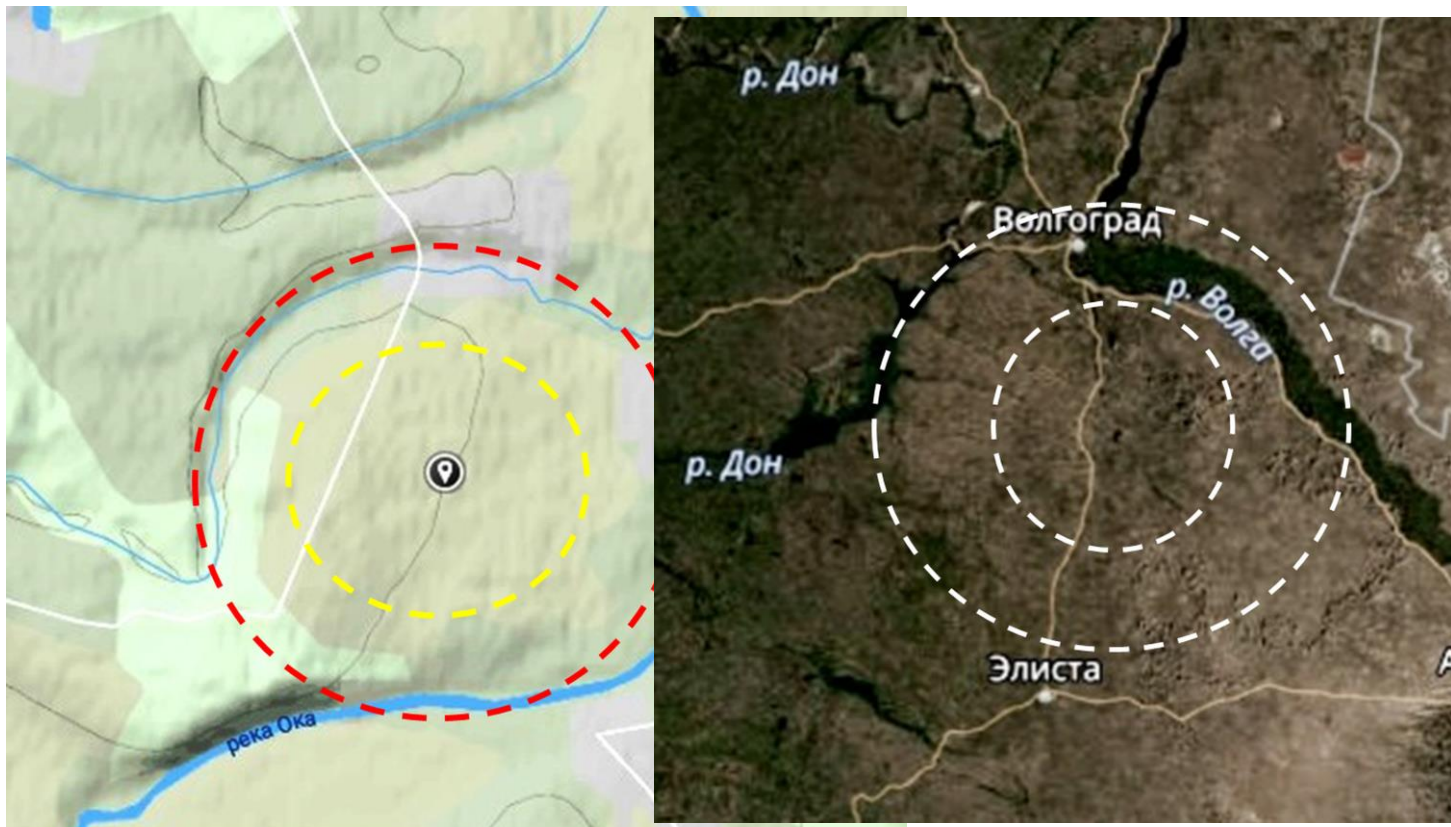 р. Дон
Волгоград
р. Волга
р. Дон
Элиста
А
река Ока